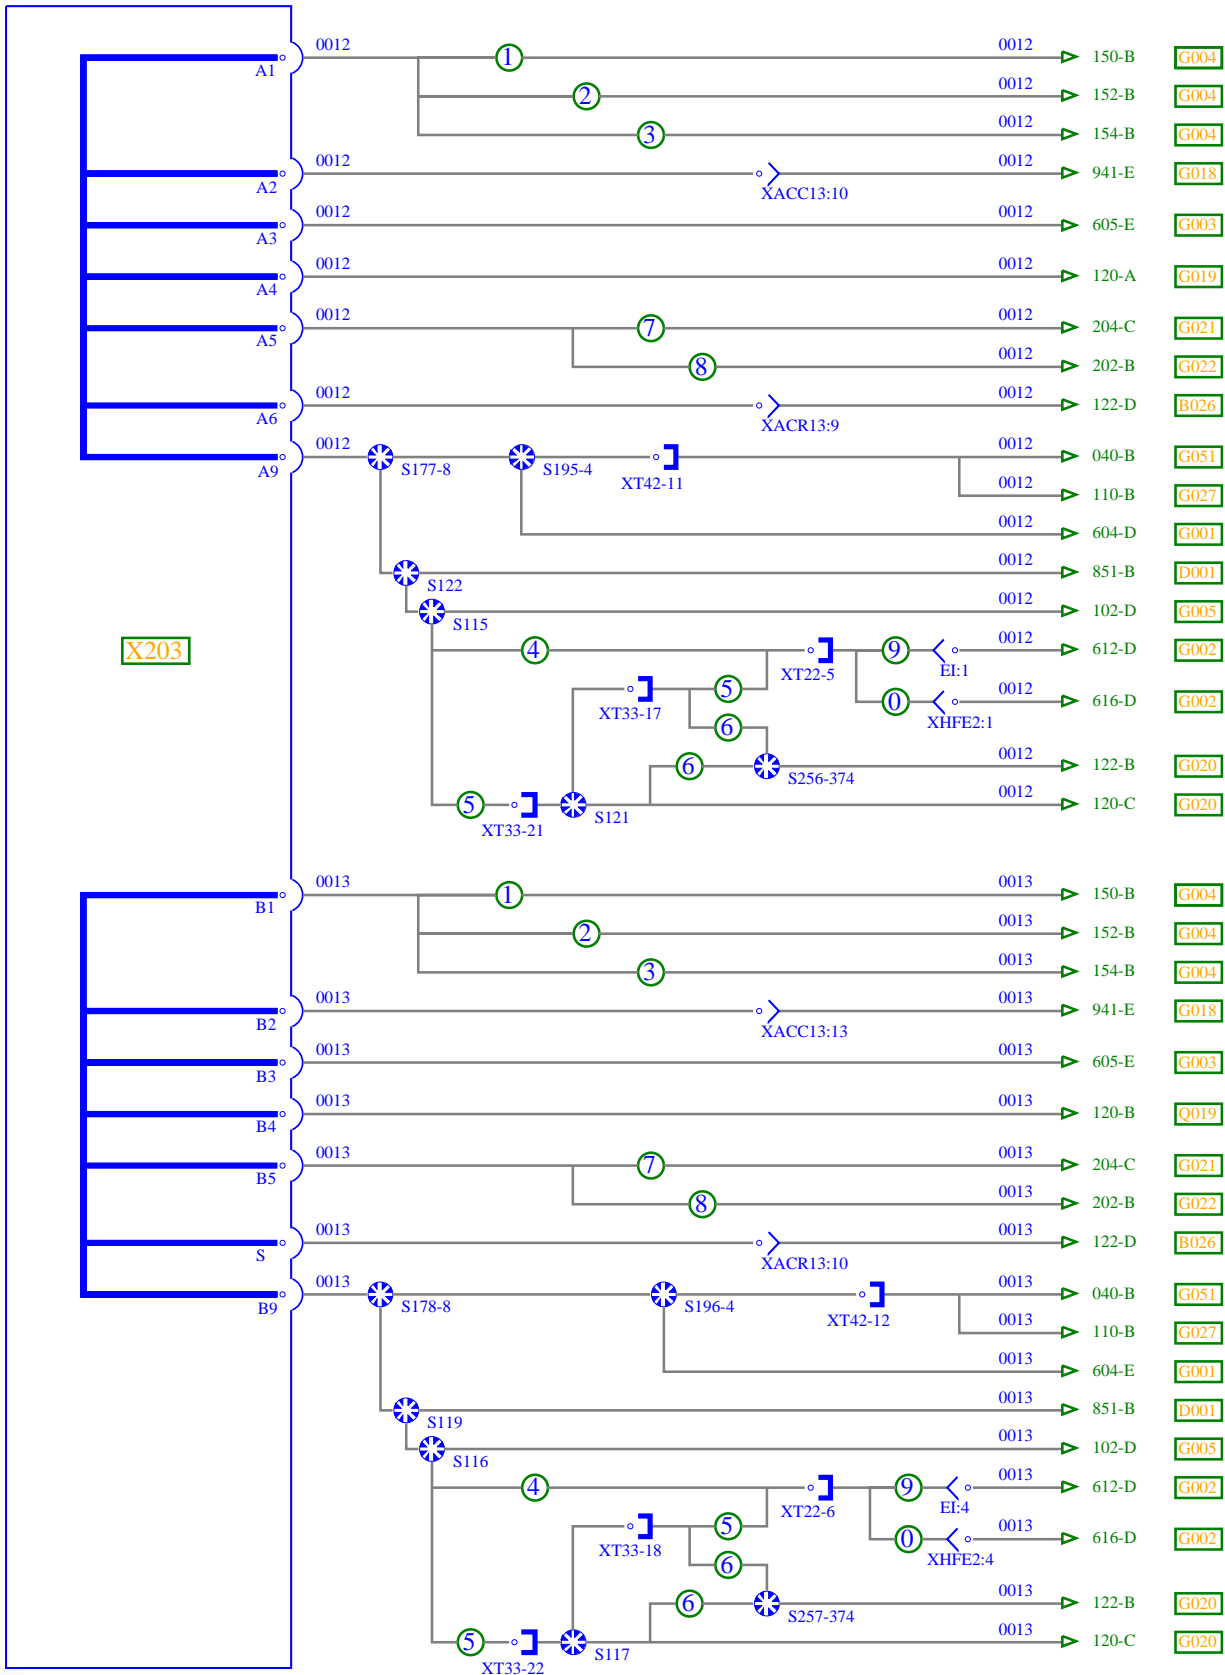 0012 1 0012 150-B G004
A1
2 0012 152-B G004
3 0012 154-B G004
0012 0012 941-E G018
A2 XACC13:10
0012 0012 605-E G003
A3
0012 0012 120-A G019
A4
0012 7 0012 204-C G021
A5
8 0012 202-B G022
0012 0012 122-D B026
A6 XACR13:9
0012 0012 040-B G051
A9 S177-8 S195-4 XT42-11
0012 110-B G027
0012 604-D G001
0012 851-B D001
S122
0012 102-D G005
S115
X203 4 9 0012 612-D G002
XT22-5 EI:1
5 0 0012 616-D G002
XT33-17 XHFE2:1
6
6 0012 122-B G020
S256-374
5 0012 120-C G020
XT33-21 S121
0013 1 0013 150-B G004
B1
2 0013 152-B G004
3 0013 154-B G004
0013 0013 941-E G018
B2 XACC13:13
0013 0013 605-E G003
B3
0013 0013 120-B Q019
B4
0013 7 0013 204-C G021
B5
8 0013 202-B G022
0013 0013 122-D B026
S XACR13:10
0013 0013 040-B G051
B9 S178-8 S196-4 XT42-12
0013 110-B G027
0013 604-E G001
0013 851-B D001
S119
0013 102-D G005
S116
4 9 0013 612-D G002
XT22-6 EI:4
5 0 0013 616-D G002
XT33-18 XHFE2:4
6
6 0013 122-B G020
S257-374
5 0013 120-C G020
XT33-22 S117